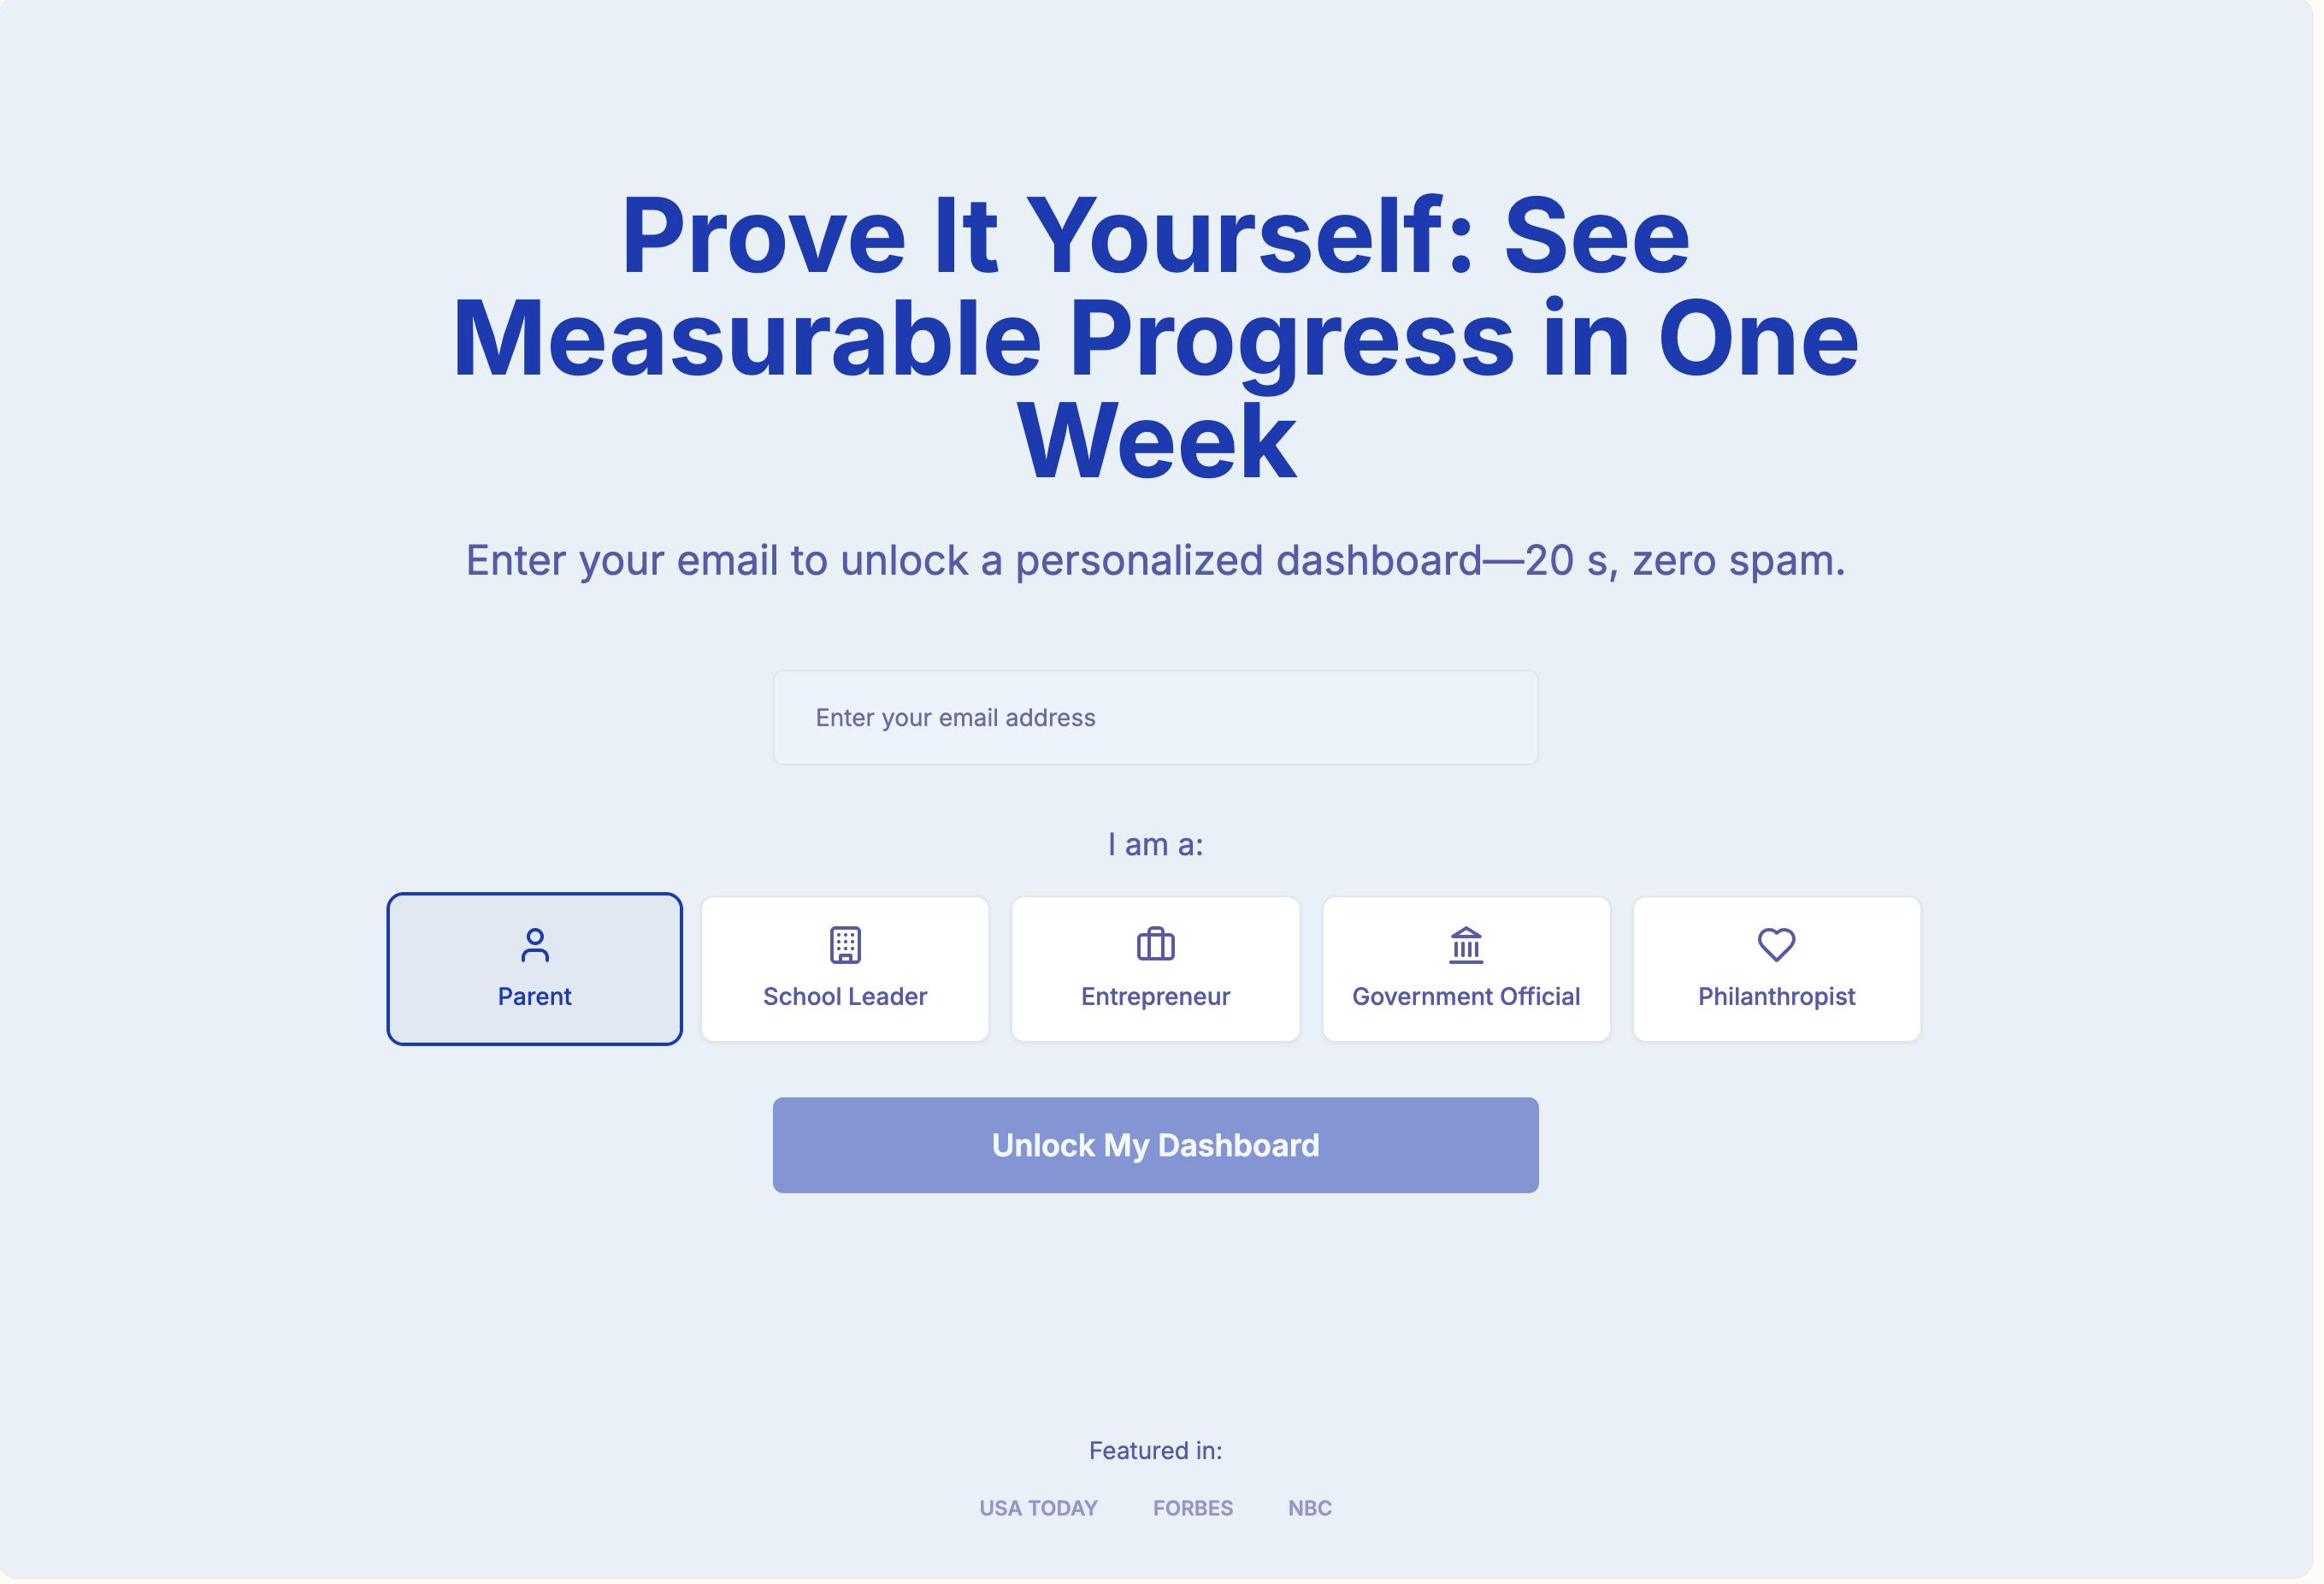 Prove It Yourself: See
Measurable Progress in One
Week
Enter your email to unlock a personalized dashboard—20 s, zero spam.
Enter your email address
I am a:
Parent
School Leader
Entrepreneur
Government Official
Philanthropist
Unlock My Dashboard
Featured in:
USA TODAY
FORBES
NBC